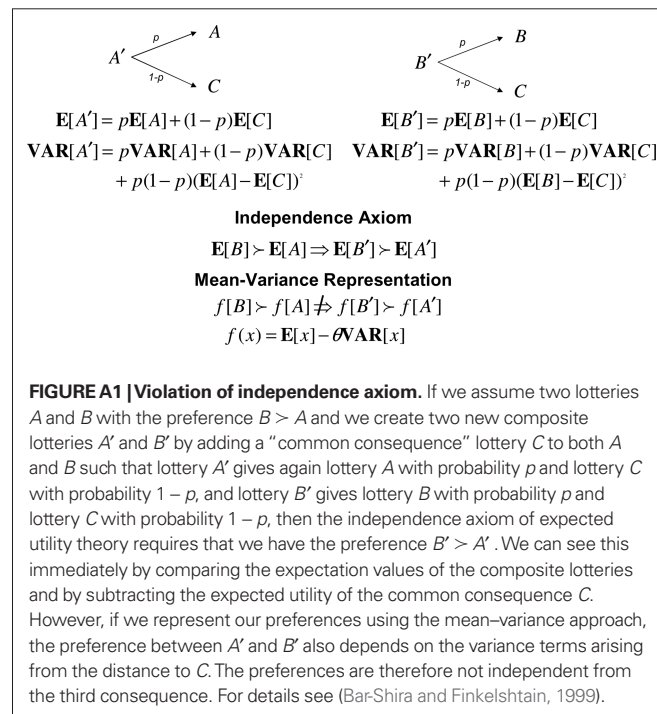 A′ p A 1-p C
B′ p B 1-p C
E[A′] = pE[A] + (1−p)E[C]
VAR[A′] = pVAR[A] + (1−p)VAR[C]
+ p(1−p)(E[A]−E[C])²
E[B′] = pE[B] + (1−p)E[C]
VAR[B′] = pVAR[B] + (1−p)VAR[C]
+ p(1−p)(E[B]−E[C])²
Independence Axiom
E[B] ≻ E[A] ⇒ E[B′] ≻ E[A′]
Mean-Variance Representation
f[B] ≻ f[A] ⇏ f[B′] ≻ f[A′]
f(x) = E[x] − θVAR[x]
FIGURE A1 | Violation of independence axiom. If we assume two lotteries
A and B with the preference B > A and we create two new composite
lotteries A′ and B′ by adding a “common consequence” lottery C to both A
and B such that lottery A′ gives again lottery A with probability p and lottery C
with probability 1 – p, and lottery B′ gives lottery B with probability p and
lottery C with probability 1 – p, then the independence axiom of expected
utility theory requires that we have the preference B′ > A′ . We can see this
immediately by comparing the expectation values of the composite lotteries
and by subtracting the expected utility of the common consequence C.
However, if we represent our preferences using the mean–variance approach,
the preference between A′ and B′ also depends on the variance terms arising
from the distance to C. The preferences are therefore not independent from
the third consequence. For details see (Bar-Shira and Finkelshtain, 1999).